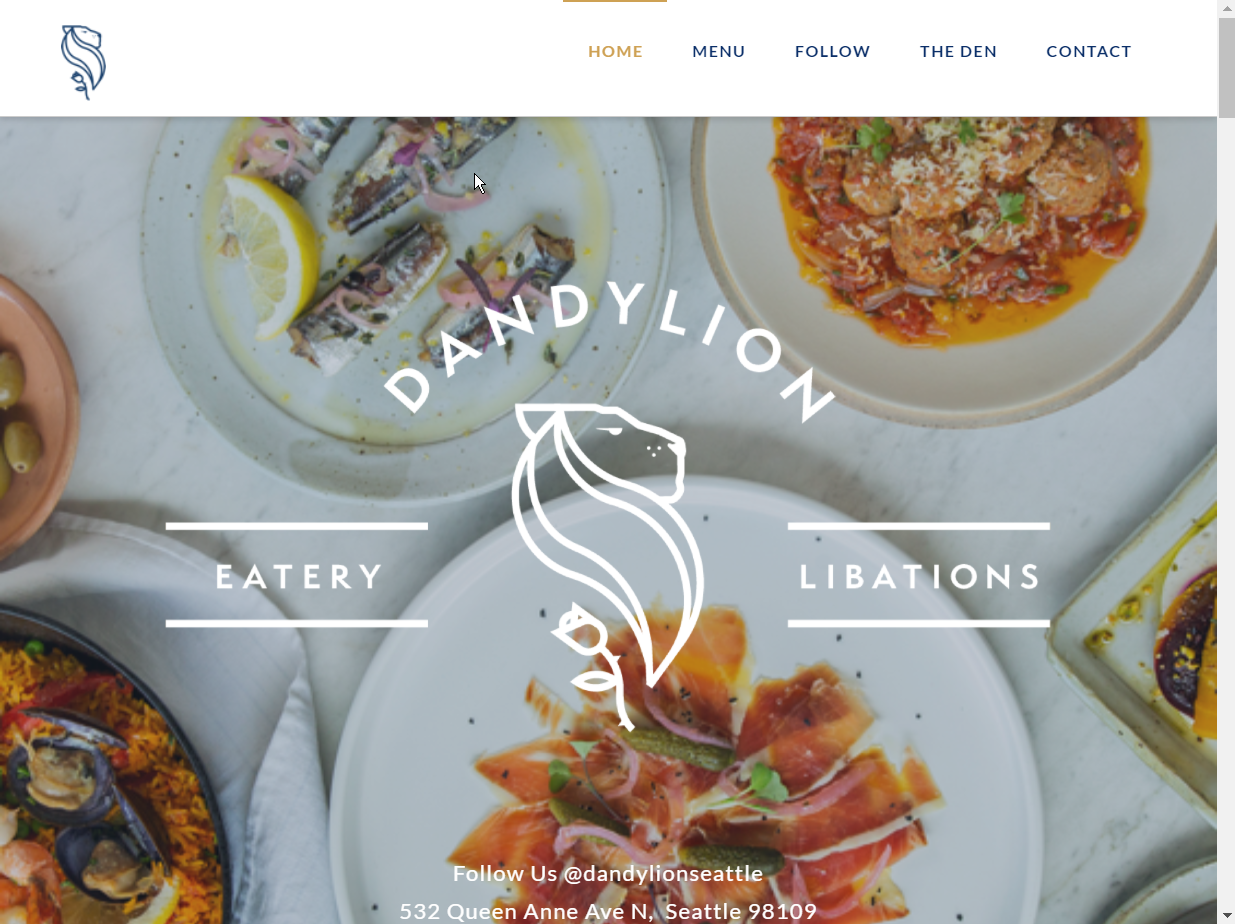 HOME MENU FOLLOW THE DEN CONTACT
DANDYLION
EATERY LIBATIONS
Follow Us @dandylionseattle
532 Queen Anne Ave N, Seattle 98109